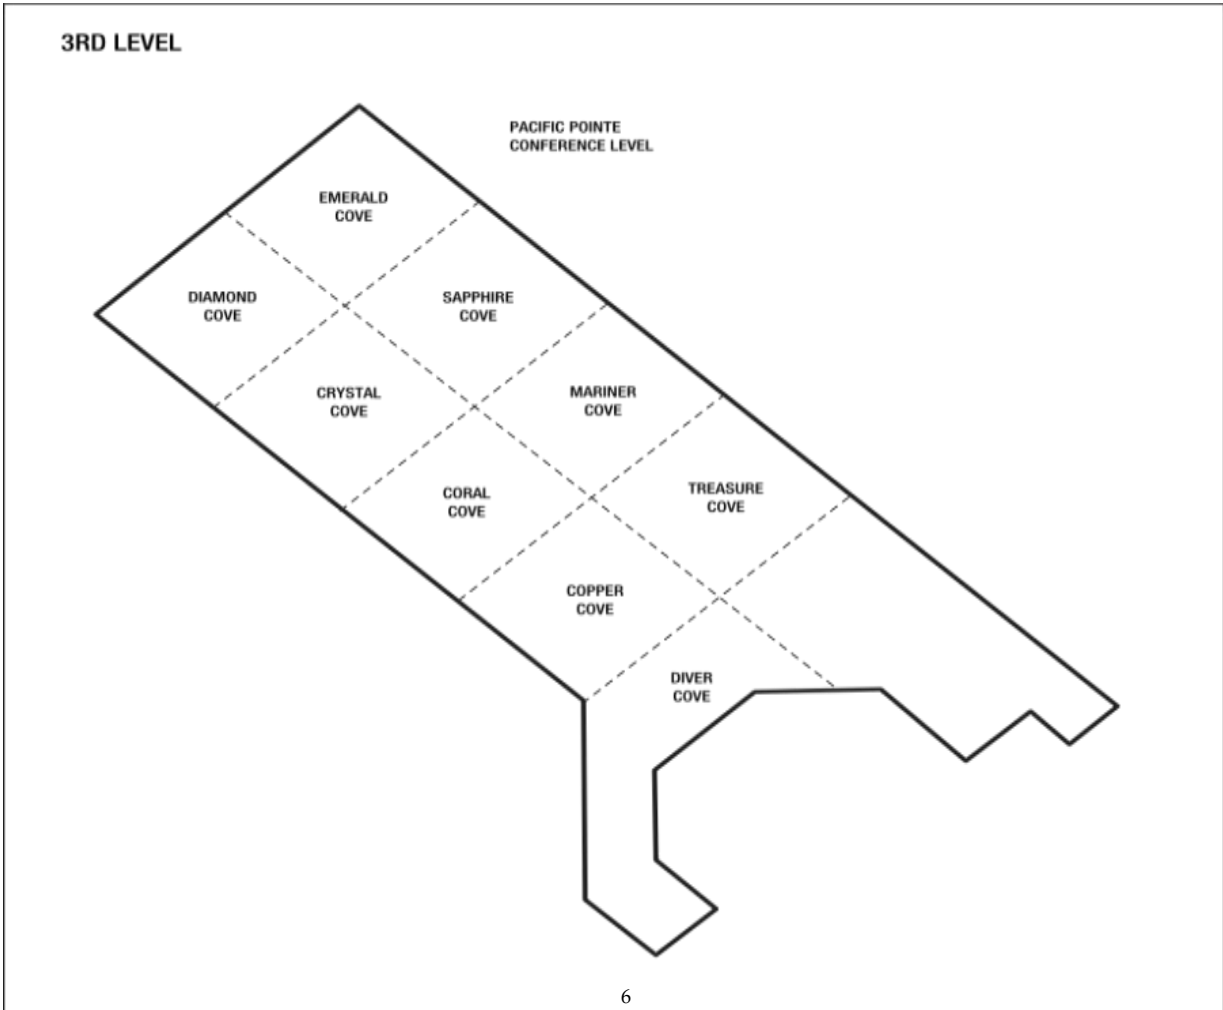 3RD LEVEL
PACIFIC POINTE
CONFERENCE LEVEL
EMERALD
COVE
DIAMOND
COVE
SAPPHIRE
COVE
CRYSTAL
COVE
MARINER
COVE
CORAL
COVE
TREASURE
COVE
COPPER
COVE
DIVER
COVE
6